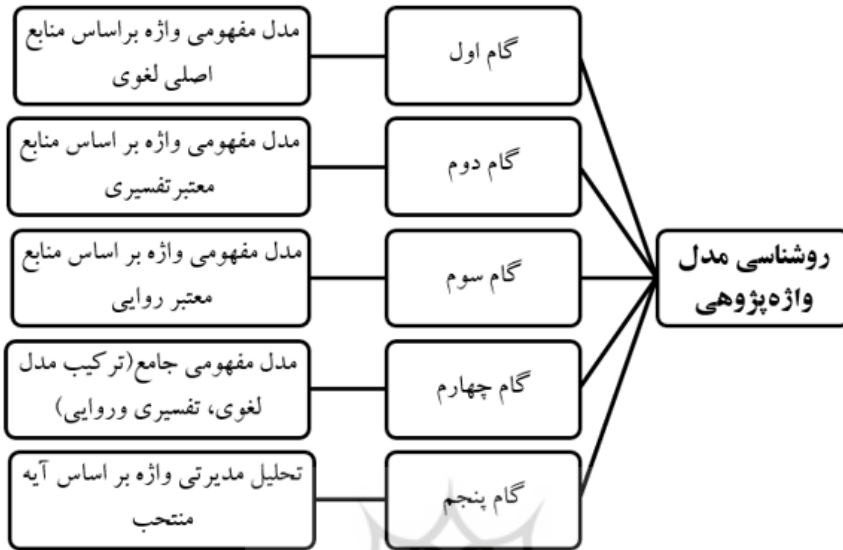 روشناسی مدل
واژه‌پژوهی
گام اول
مدل مفهومی واژه براساس منابع
اصلی لغوی
گام دوم
مدل مفهومی واژه بر اساس منابع
معتبرتفسیری
گام سوم
مدل مفهومی واژه بر اساس منابع
معتبر روایی
گام چهارم
مدل مفهومی جامع(ترکیب مدل
لغوی، تفسیری وروایی)
گام پنجم
تحلیل مدیرتی واژه بر اساس آیه
منتحب